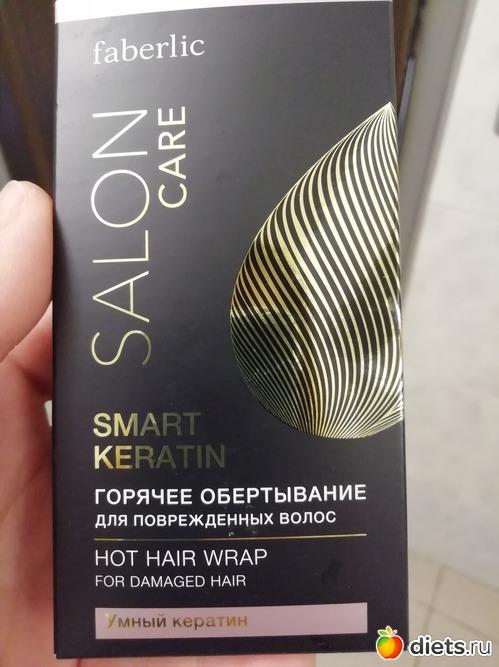 faberlic
SALON
CARE
SMART
KERATIN
ГОРЯЧЕЕ ОБЕРТЫВАНИЕ
ДЛЯ ПОВРЕЖДЕННЫХ ВОЛОС
HOT HAIR WRAP
FOR DAMAGED HAIR
Умный кератин
diets.ru